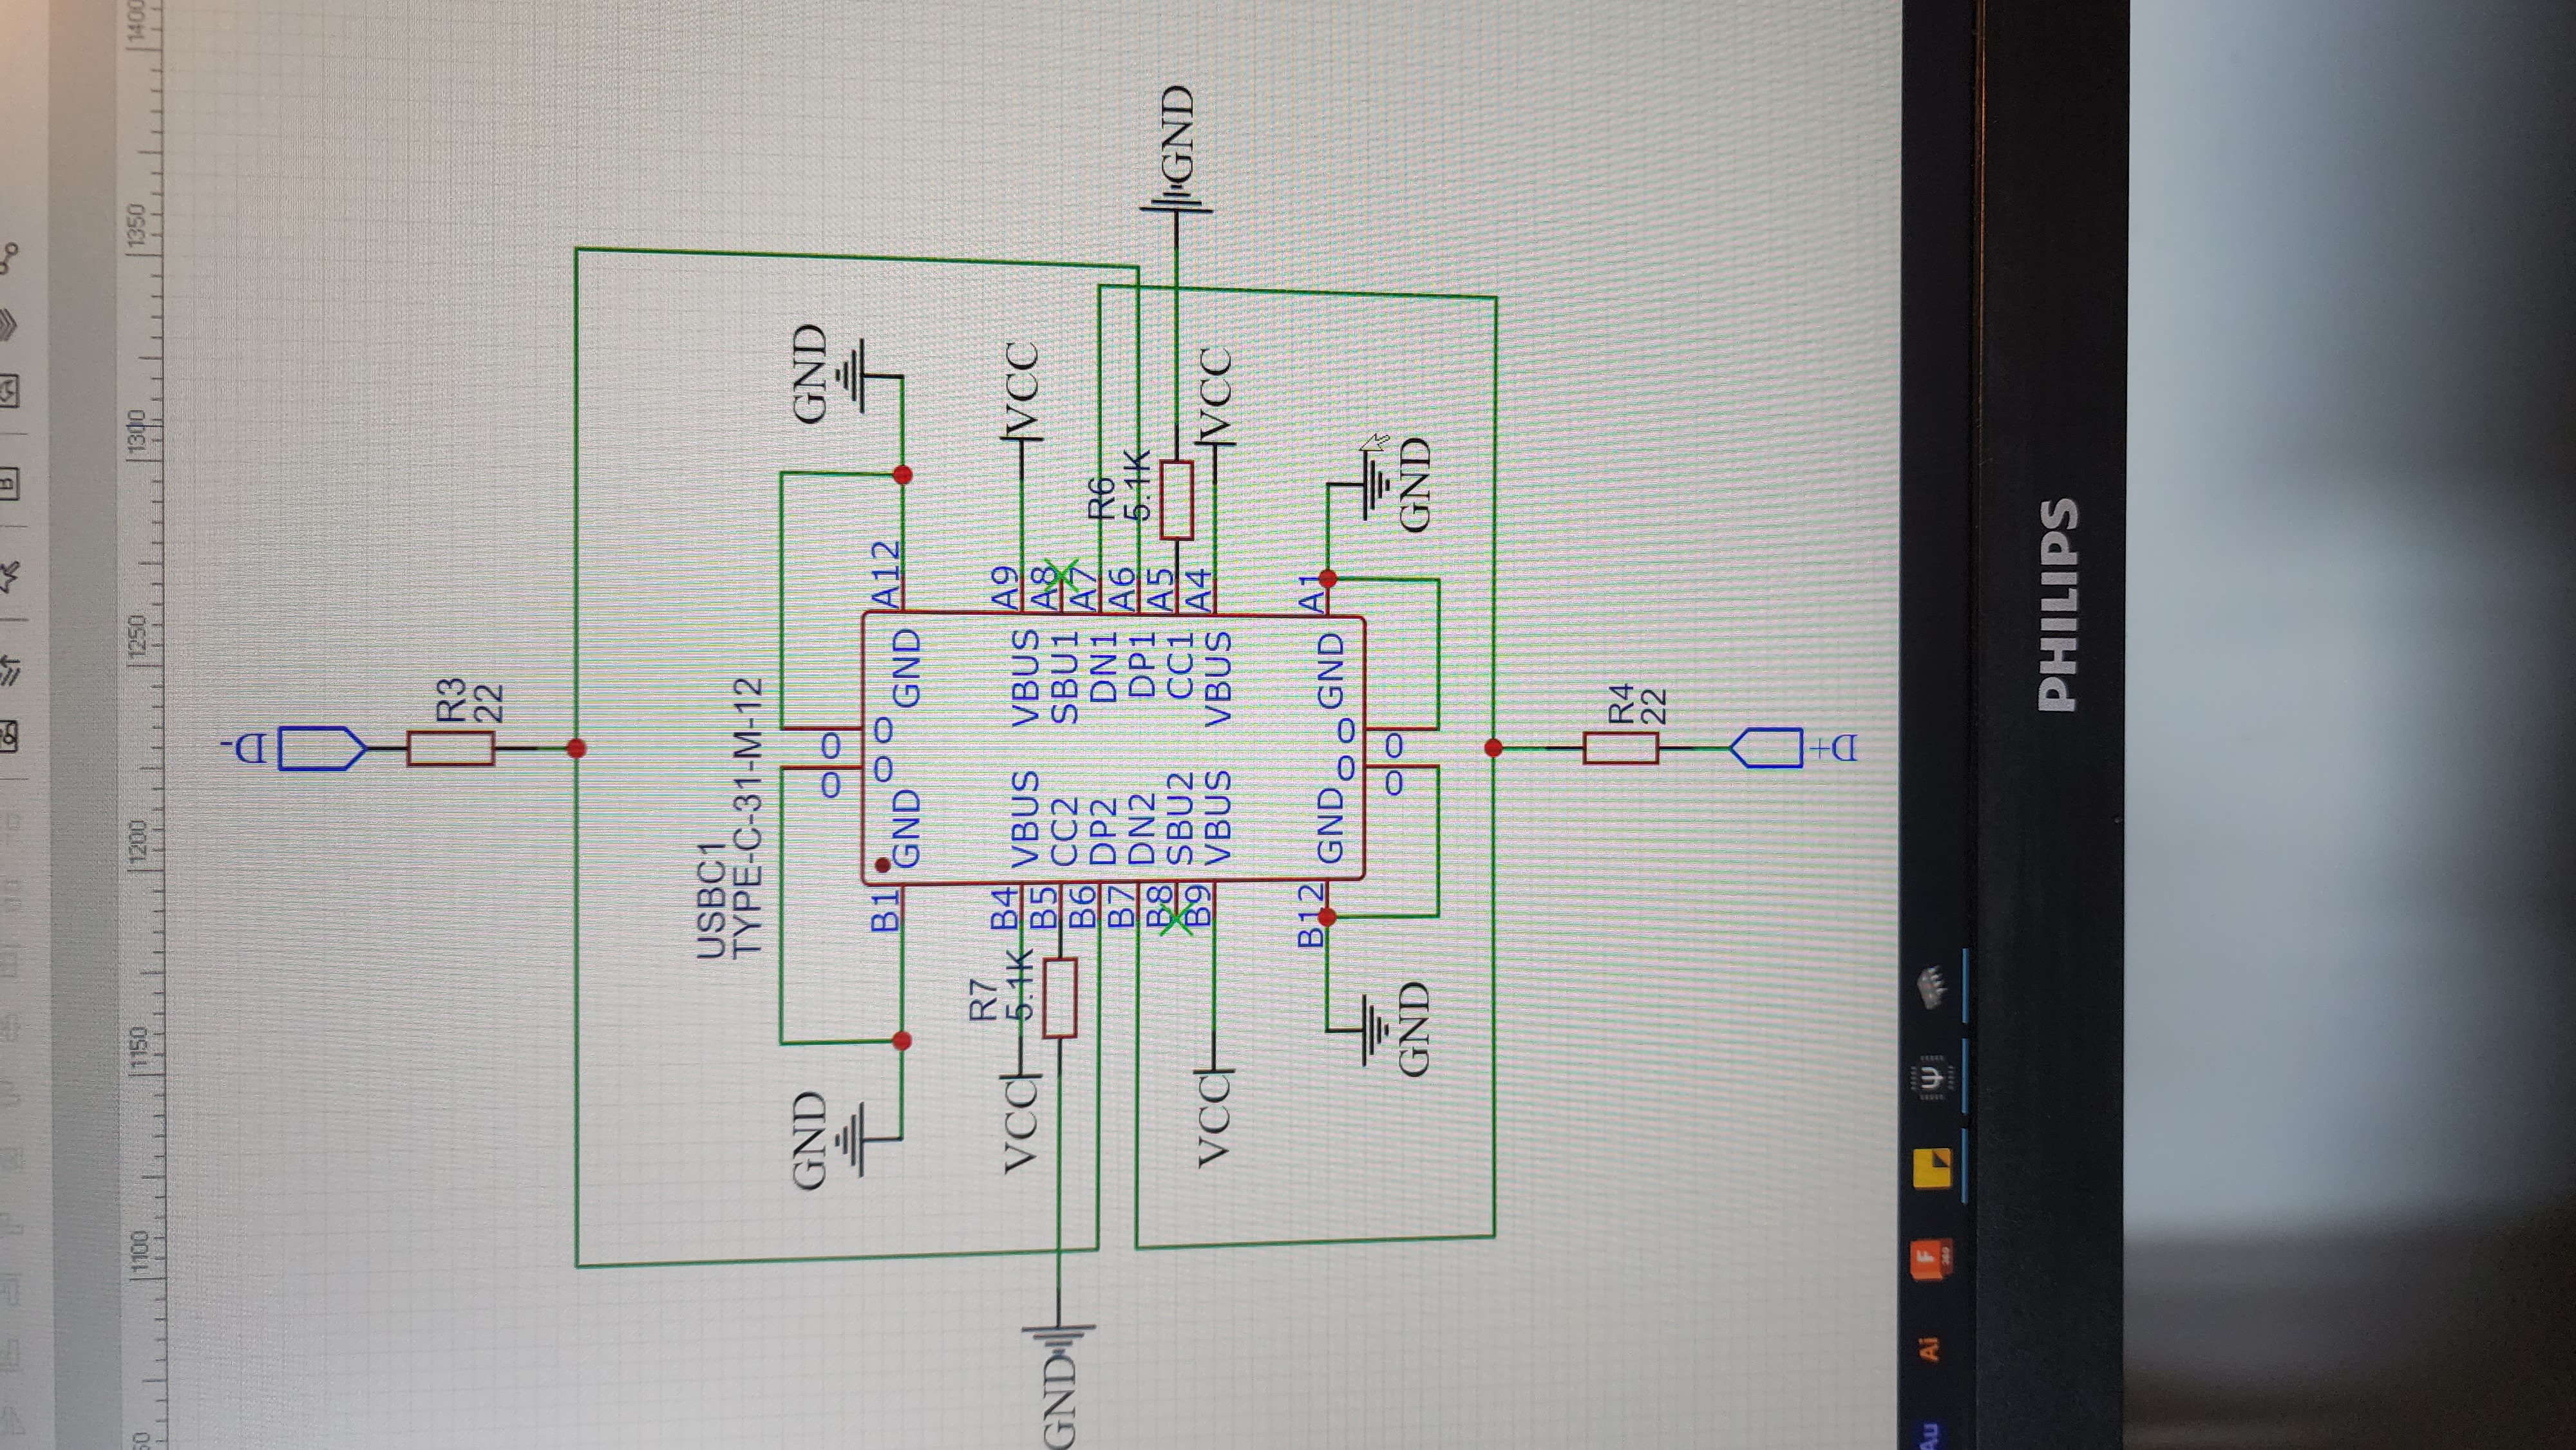 1100 1150 1200 1250 1300 1350 1400
D-
R3
22
USBC1
TYPE-C-31-M-12
GND
GND
0 0
B1
A12
0 0
GND
GND
R7
5.1K
VCC
B4
VBUS
VBUS
A9
VCC
GND
B5
CC2
SBU1
A8
B6
DP2
DN1
A7
R6
5.1K
B7
DN2
DP1
A6
B8
SBU2
CC1
A5
GND
VCC
B9
VBUS
VBUS
A4
VCC
B12
GND
GND
A1
0 0
0 0
GND
GND
R4
22
D+
Au Ai F
360
PHILIPS